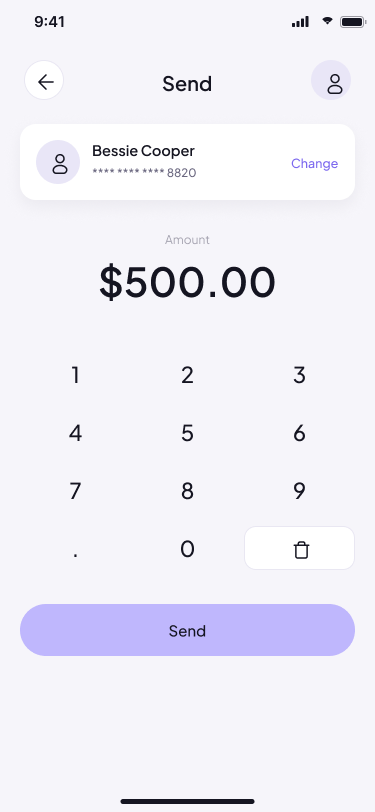 9:41
Send
Bessie Cooper
**** **** **** 8820
Change
Amount
$500.00
1 2 3
4 5 6
7 8 9
. 0
Send